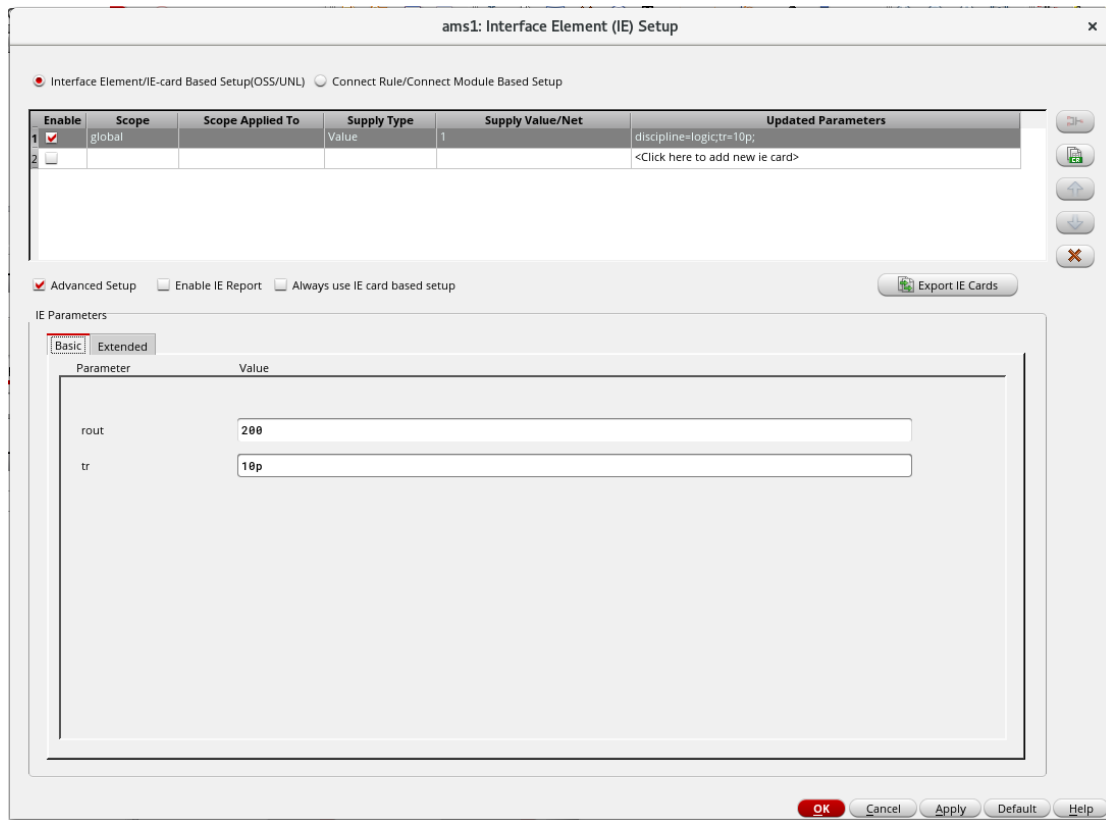 ams1: Interface Element (IE) Setup
Interface Element/IE-card Based Setup(OSS/UNL) Connect Rule/Connect Module Based Setup
Enable Scope Scope Applied To Supply Type Supply Value/Net Updated Parameters
1 global Value 1 discipline=logic;tr=10p;
2 <Click here to add new ie card>
Advanced Setup Enable IE Report Always use IE card based setup Export IE Cards
IE Parameters
Basic Extended
Parameter Value
rout 200
tr 10p
OK Cancel Apply Default Help